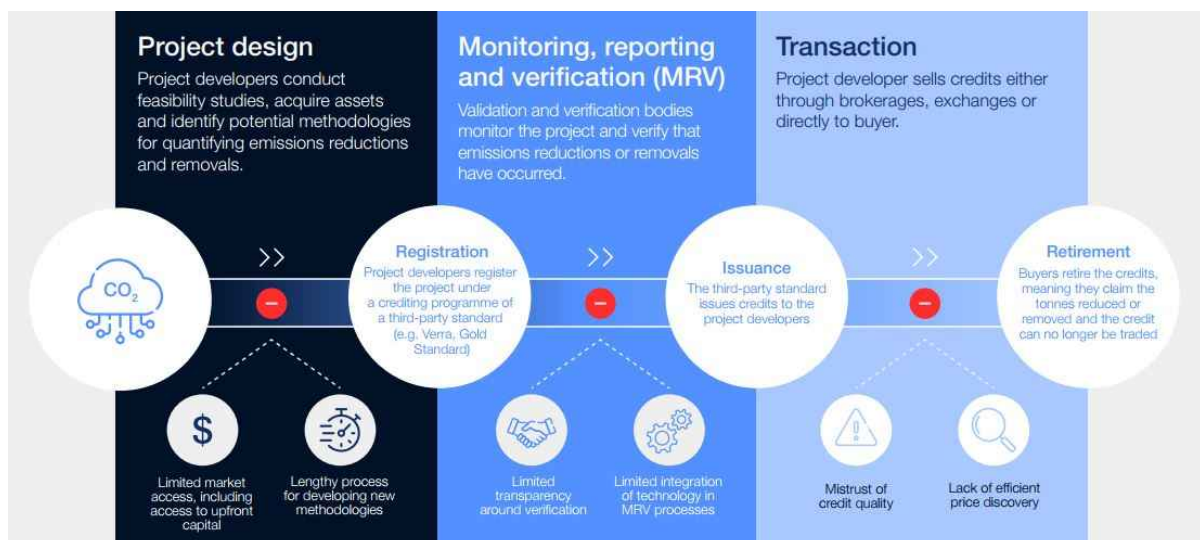 Project design
Project developers conduct
feasibility studies, acquire assets
and identify potential methodologies
for quantifying emissions reductions
and removals.
Monitoring, reporting
and verification (MRV)
Validation and verification bodies
monitor the project and verify that
emissions reductions or removals
have occurred.
Transaction
Project developer sells credits either
through brokerages, exchanges or
directly to buyer.
CO2
Registration
Project developers register
the project under
a crediting programme of
a third-party standard
(e.g. Verra, Gold
Standard)
Issuance
The third-party standard
issues credits to the
project developers
Retirement
Buyers retire the credits,
meaning they claim the
tonnes reduced or
removed and the credit
can no longer be traded
$
Limited market
access, including
access to upfront
capital
Lengthy process
for developing new
methodologies
Limited
transparency
around verification
Limited integration
of technology in
MRV processes
Mistrust of
credit quality
Lack of efficient
price discovery